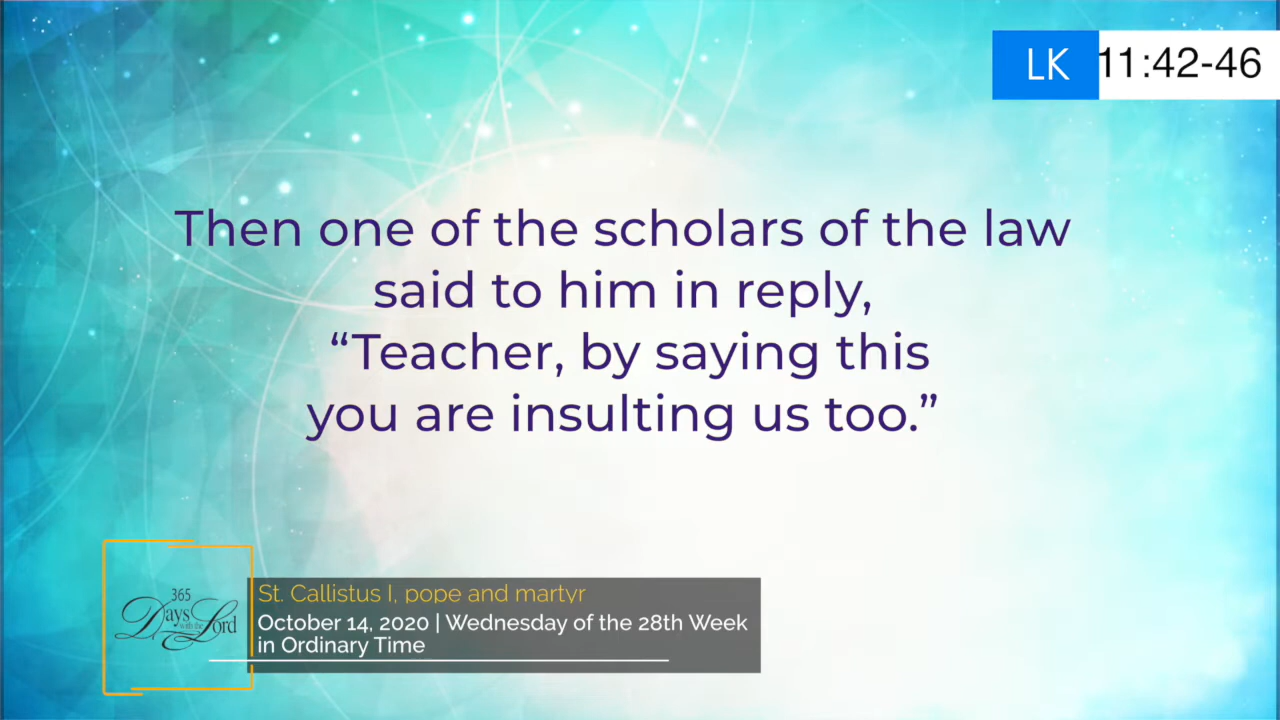 LK 11:42-46
Then one of the scholars of the law
said to him in reply,
“Teacher, by saying this
you are insulting us too.”
365
Days with the Lord
St. Callistus I, pope and martyr
October 14, 2020 | Wednesday of the 28th Week
in Ordinary Time